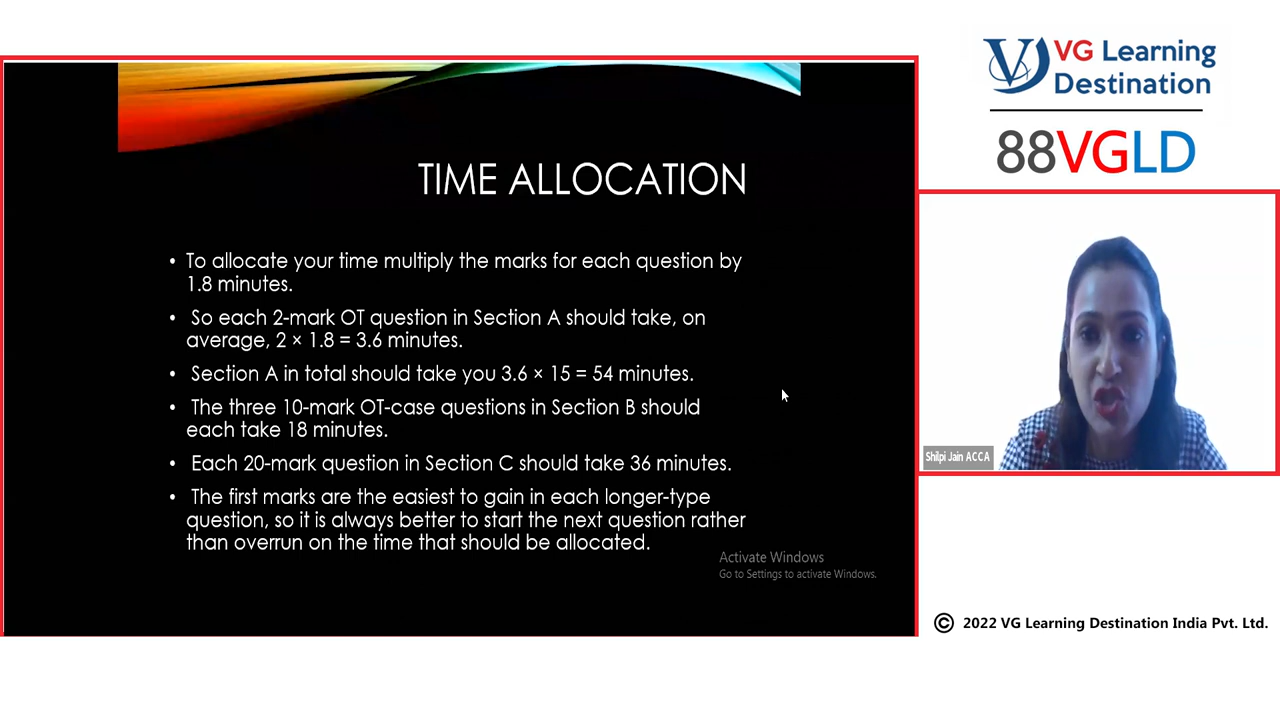 TIME ALLOCATION
• To allocate your time multiply the marks for each question by
1.8 minutes.
• So each 2-mark OT question in Section A should take, on
average, 2 × 1.8 = 3.6 minutes.
• Section A in total should take you 3.6 × 15 = 54 minutes.
• The three 10-mark OT-case questions in Section B should
each take 18 minutes.
• Each 20-mark question in Section C should take 36 minutes.
• The first marks are the easiest to gain in each longer-type
question, so it is always better to start the next question rather
than overrun on the time that should be allocated.
Activate Windows
Go to Settings to activate Windows.
VG Learning
Destination
88VGLD
Shilpi Jain ACCA
© 2022 VG Learning Destination India Pvt. Ltd.